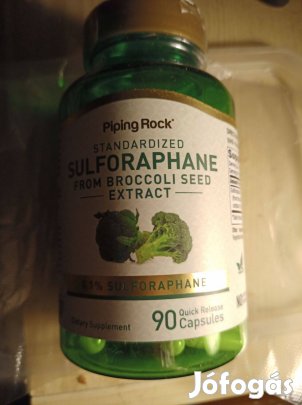 Piping Rock®
STANDARDIZED
SULFORAPHANE
FROM BROCCOLI SEED
EXTRACT
SULFORAPHANE
Dietary Supplement
90 Quick Release
Capsules
Jófogás